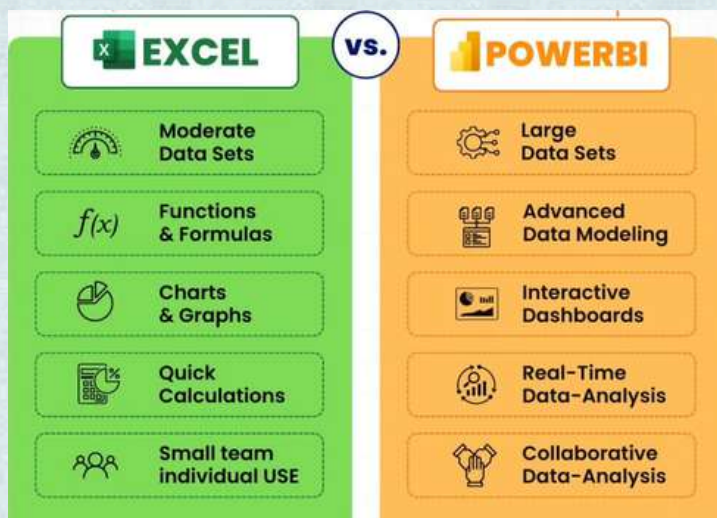 EXCEL
vs.
POWERBI
Moderate
Data Sets
f(x)
Functions
& Formulas
Charts
& Graphs
%
Quick
Calculations
Small team
individual USE
Large
Data Sets
Advanced
Data Modeling
Interactive
Dashboards
Real-Time
Data-Analysis
Collaborative
Data-Analysis